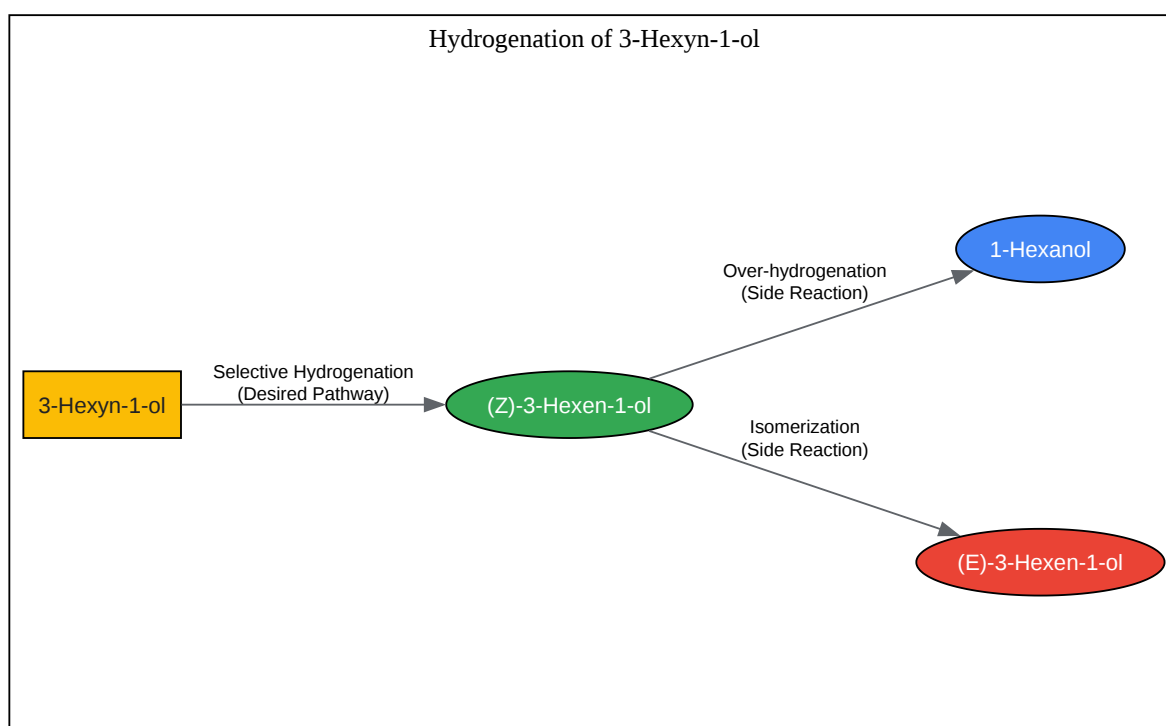 Hydrogenation of 3-Hexyn-1-ol
1-Hexanol
Over-hydrogenation
(Side Reaction)
3-Hexyn-1-ol
Selective Hydrogenation
(Desired Pathway)
(Z)-3-Hexen-1-ol
Isomerization
(Side Reaction)
(E)-3-Hexen-1-ol